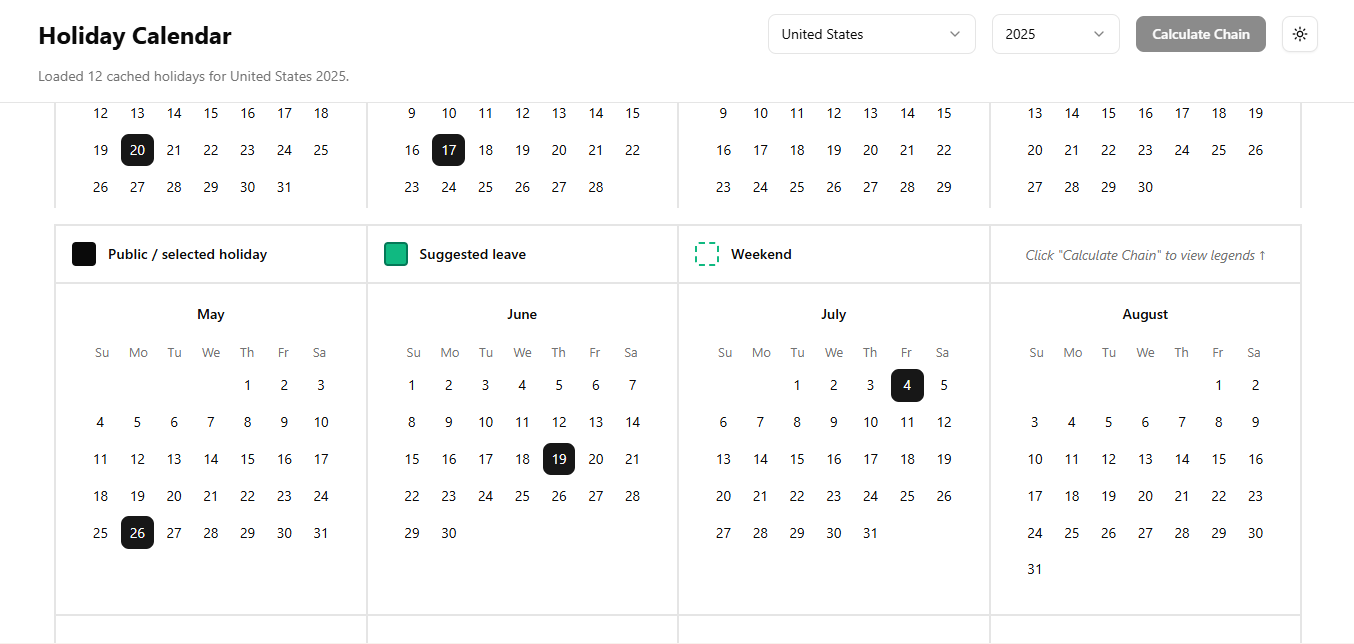 Holiday Calendar
United States
2025
Calculate Chain
Loaded 12 cached holidays for United States 2025.
12 13 14 15 16 17 18
19 20 21 22 23 24 25
26 27 28 29 30 31
9 10 11 12 13 14 15
16 17 18 19 20 21 22
23 24 25 26 27 28
9 10 11 12 13 14 15
16 17 18 19 20 21 22
23 24 25 26 27 28 29
13 14 15 16 17 18 19
20 21 22 23 24 25 26
27 28 29 30
Public / selected holiday
Suggested leave
Weekend
Click "Calculate Chain" to view legends ↑
May
Su Mo Tu We Th Fr Sa
1 2 3
4 5 6 7 8 9 10
11 12 13 14 15 16 17
18 19 20 21 22 23 24
25 26 27 28 29 30 31
June
Su Mo Tu We Th Fr Sa
1 2 3 4 5 6 7
8 9 10 11 12 13 14
15 16 17 18 19 20 21
22 23 24 25 26 27 28
29 30
July
Su Mo Tu We Th Fr Sa
1 2 3 4 5
6 7 8 9 10 11 12
13 14 15 16 17 18 19
20 21 22 23 24 25 26
27 28 29 30 31
August
Su Mo Tu We Th Fr Sa
1 2
3 4 5 6 7 8 9
10 11 12 13 14 15 16
17 18 19 20 21 22 23
24 25 26 27 28 29 30
31